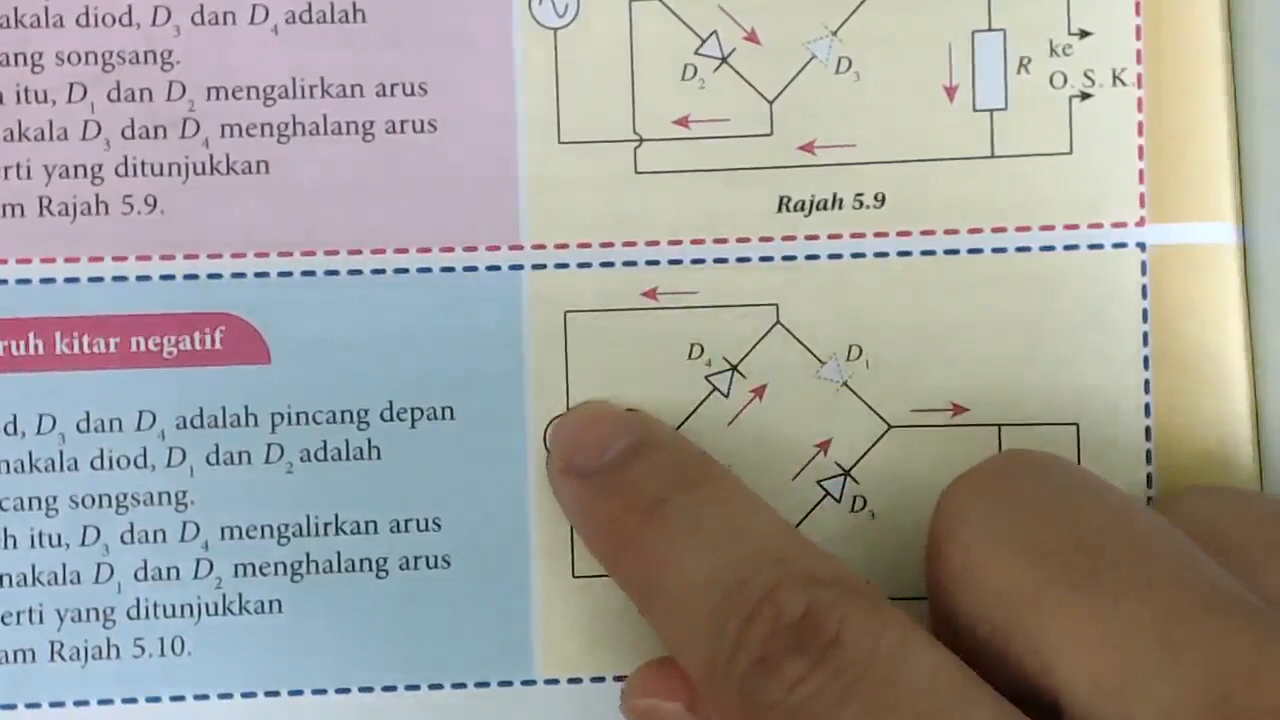 akala diod, D₃ dan D₄ adalah
ang songsang.
itu, D₁ dan D₂ mengalirkan arus
akala D₃ dan D₄ menghalang arus
rti yang ditunjukkan
m Rajah 5.9.
D₂
D₃
R
ke
O. S. K.
Rajah 5.9
ruh kitar negatif
d, D₃ dan D₄ adalah pincang depan
nakala diod, D₁ dan D₂ adalah
cang songsang.
h itu, D₃ dan D₄ mengalirkan arus
nakala D₁ dan D₂ menghalang arus
erti yang ditunjukkan
am Rajah 5.10.
D₄
D₁
D₃